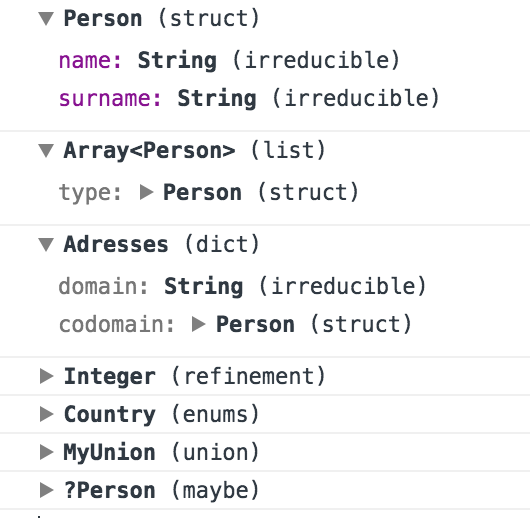 Person (struct)
name: String (irreducible)
surname: String (irreducible)
Array<Person> (list)
type: Person (struct)
Adresses (dict)
domain: String (irreducible)
codomain: Person (struct)
Integer (refinement)
Country (enums)
MyUnion (union)
?Person (maybe)